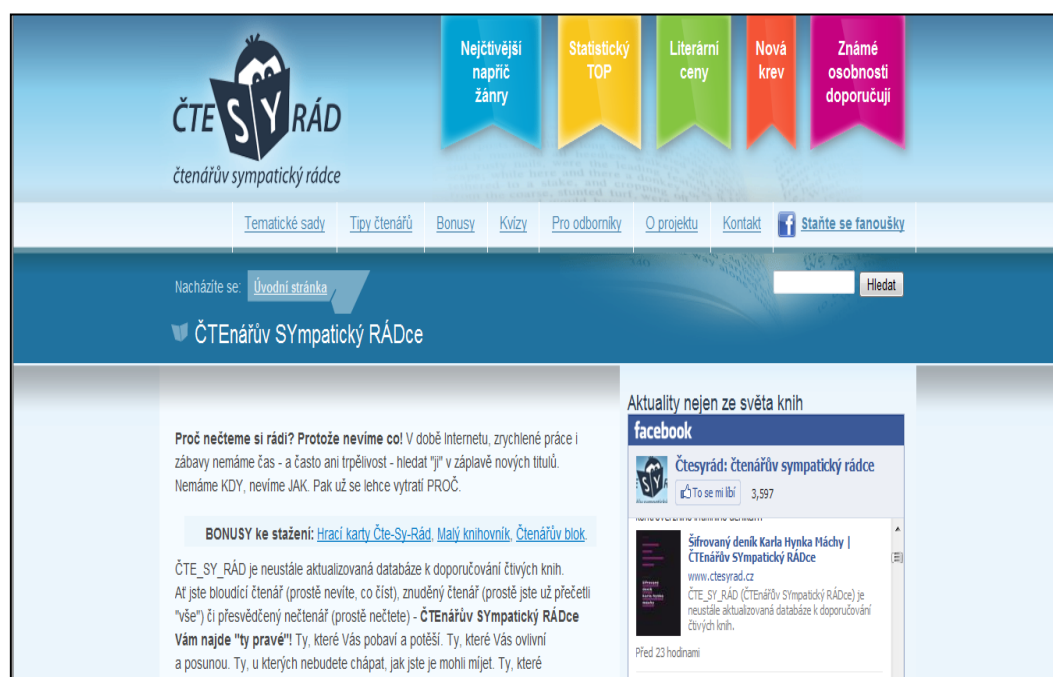 ČTE SY RÁD
čtenářův sympatický rádce
Nejčtivější
napříč
žánry
Statistický
TOP
Literární
ceny
Nová
krev
Známé
osobnosti
doporučují
Tematické sady Tipy čtenářů Bonusy Kvízy Pro odborníky O projektu Kontakt f Staňte se fanoušky
Nacházíte se: Úvodní stránka
Hledat
ČTEnářův SYmpatický RÁDce
Proč nečteme si rádi? Protože nevíme co! V době Internetu, zrychlené práce i
zábavy nemáme čas - a často ani trpělivost - hledat "ji" v záplavě nových titulů.
Nemáme KDY, nevíme JAK. Pak už se lehce vytratí PROČ.
BONUSY ke stažení: Hrací karty Čte-Sy-Rád, Malý knihovník, Čtenářův blok.
ČTE_SY_RÁD je neustále aktualizovaná databáze k doporučování čtivých knih.
Ať jste bloudící čtenář (prostě nevíte, co číst), znuděný čtenář (prostě jste už přečetli
"vše") či přesvědčený nečtenář (prostě nečtete) - ČTEnářův SYmpatický RÁDce
Vám najde "ty pravé"! Ty, které Vás pobaví a potěší. Ty, které Vás ovlivní
a posunou. Ty, u kterých nebudete chápat, jak jste je mohli míjet. Ty, které
Aktuality nejen ze světa knih
facebook
Čtesyrád: čtenářův sympatický rádce
To se mi líbí 3,597
Šifrovaný deník Karla Hynka Máchy |
ČTEnářův SYmpatický RÁDce
www.ctesyrad.cz
ČTE_SY_RÁD (ČTEnářův SYmpatický RÁDce) je
neustále aktualizovaná databáze k doporučování
čtivých knih.
Před 23 hodinami